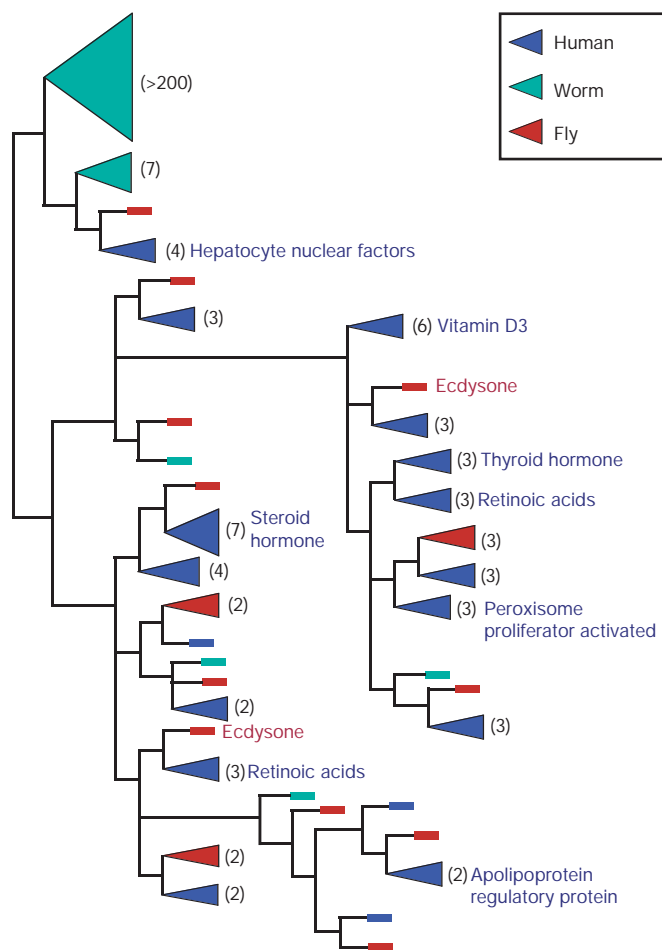 Human
Worm
Fly
(>200)
(7)
(4) Hepatocyte nuclear factors
(3)
(6) Vitamin D3
Ecdysone
(3)
(3) Thyroid hormone
(3) Retinoic acids
(3)
(3)
(3) Peroxisome
proliferator activated
(3)
(7) Steroid
hormone
(4)
(2)
(2)
Ecdysone
(3) Retinoic acids
(2)
(2)
(2) Apolipoprotein
regulatory protein